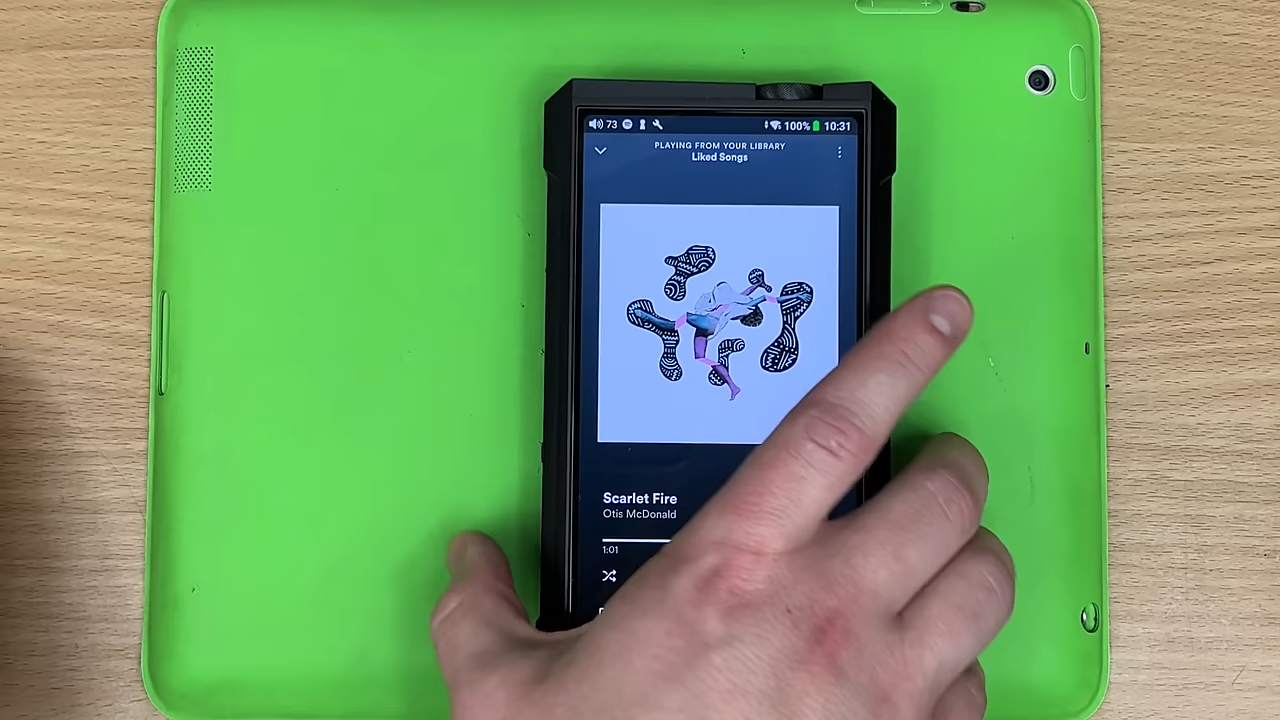 73 100% 10:31
PLAYING FROM YOUR LIBRARY
Liked Songs
Scarlet Fire
Otis McDonald
1:01